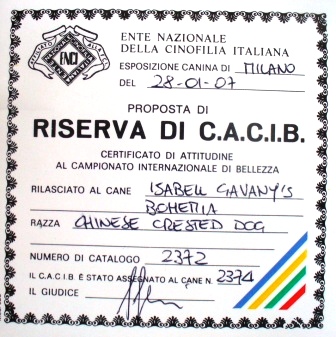 ENTE NAZIONALE
DELLA CINOFILIA ITALIANA
ENCI
ESPOSIZIONE CANINA DI MILANO
DEL 28-01-07
PROPOSTA DI
RISERVA DI C.A.C.I.B.
CERTIFICATO DI ATTITUDINE
AL CAMPIONATO INTERNAZIONALE DI BELLEZZA
RILASCIATO AL CANE ISABELL GAVANY'S
BOHEMIA
RAZZA CHINESE CRESTED DOG
NUMERO DI CATALOGO 2372
IL C.A.C.I.B. È STATO ASSEGNATO AL CANE N. 2374
IL GIUDICE